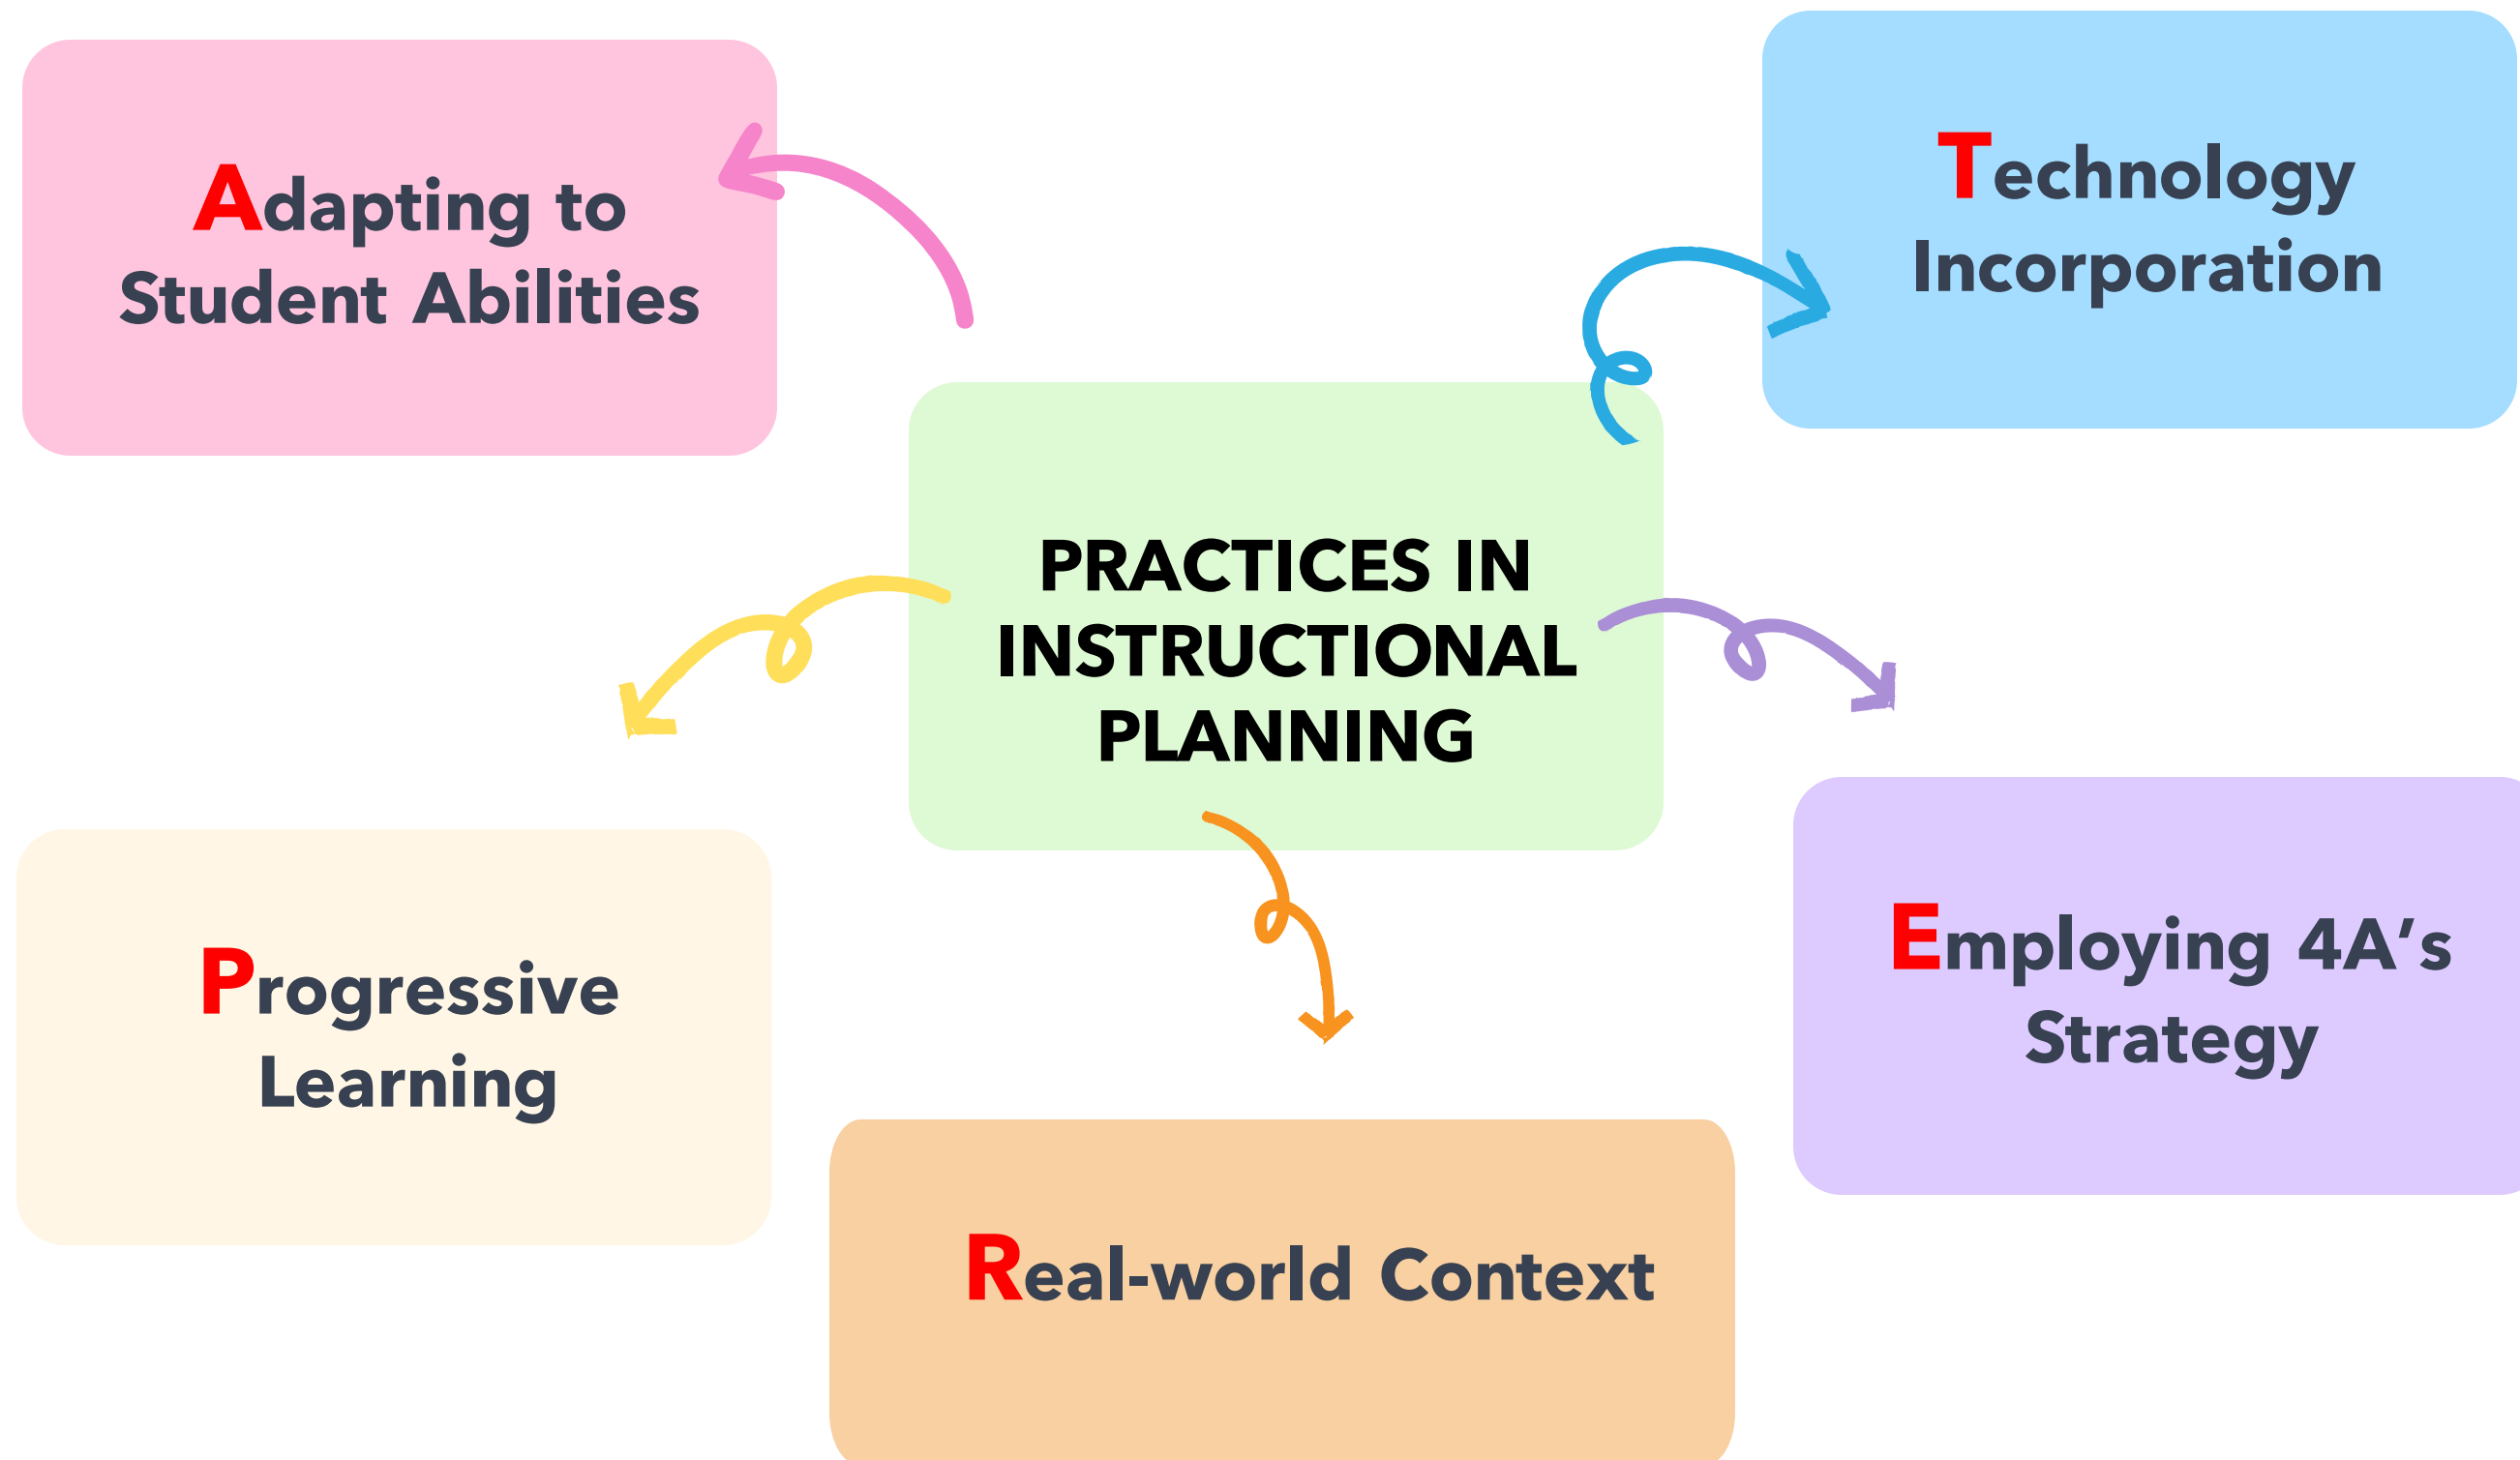 Adapting to
Student Abilities
Technology
Incorporation
PRACTICES IN
INSTRUCTIONAL
PLANNING
Progressive
Learning
Employing 4A’s
Strategy
Real-world Context